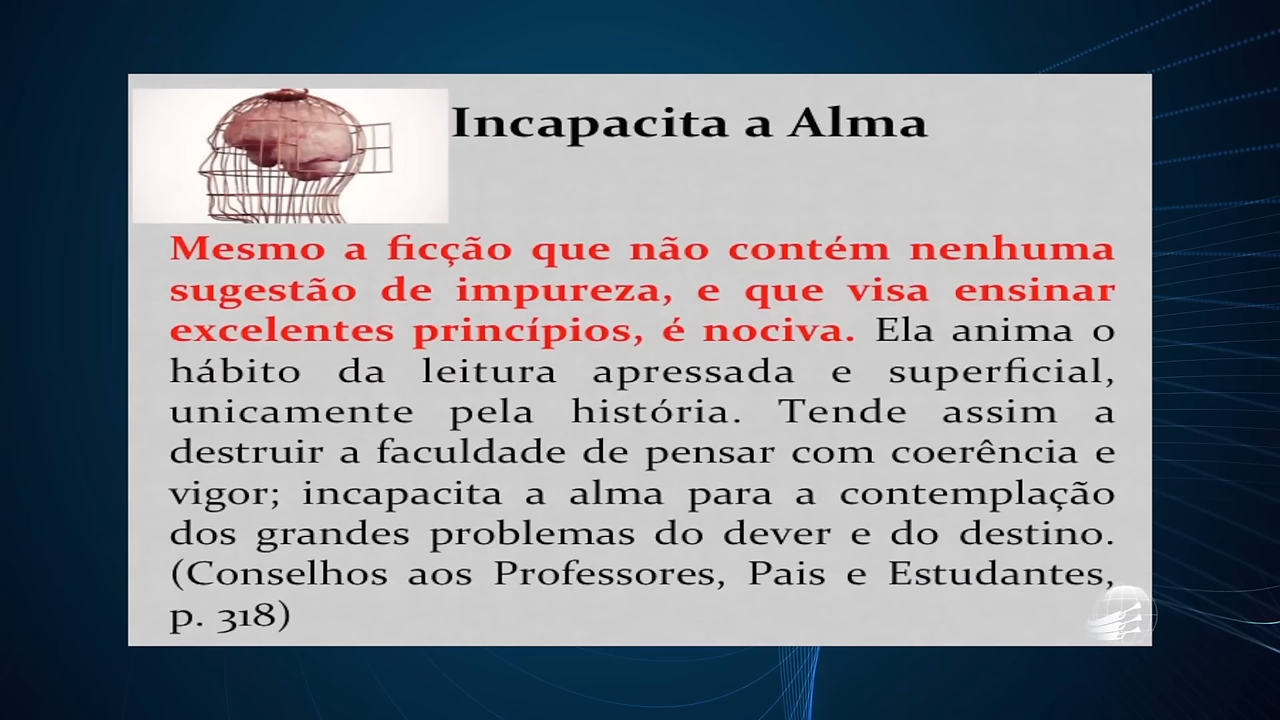 Incapacita a Alma
Mesmo a ficção que não contém nenhuma
sugestão de impureza, e que visa ensinar
excelentes princípios, é nociva. Ela anima o
hábito da leitura apressada e superficial,
unicamente pela história. Tende assim a
destruir a faculdade de pensar com coerência e
vigor; incapacita a alma para a contemplação
dos grandes problemas do dever e do destino.
(Conselhos aos Professores, Pais e Estudantes,
p. 318)